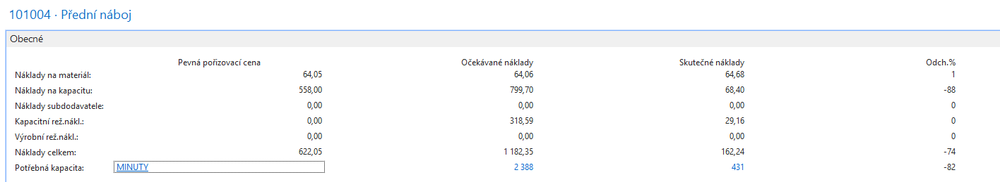 101004 · Přední náboj
Obecné
Pevná pořizovací cena Očekávané náklady Skutečné náklady Odch.%
Náklady na materiál: 64,05 64,06 64,68 1
Náklady na kapacitu: 558,00 799,70 68,40 -88
Náklady subdodavatele: 0,00 0,00 0,00 0
Kapacitní rež.nákl.: 0,00 318,59 29,16 0
Výrobní rež.nákl.: 0,00 0,00 0,00 0
Náklady celkem: 622,05 1 182,35 162,24 -74
Potřebná kapacita: MINUTY 2 388 431 -82